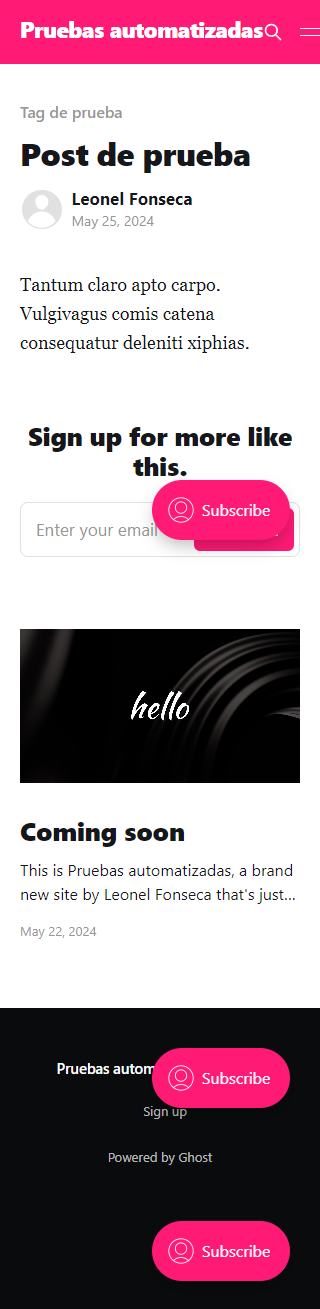 Pruebas automatizadas
Tag de prueba
Post de prueba
Leonel Fonseca
May 25, 2024
Tantum claro apto carpo.
Vulgivagus comis catena
consequatur deleniti xiphias.
Sign up for more like
this.
Enter your email
Subscribe
hello
Coming soon
This is Pruebas automatizadas, a brand
new site by Leonel Fonseca that's just...
May 22, 2024
Pruebas autom
Subscribe
Sign up
Powered by Ghost
Subscribe